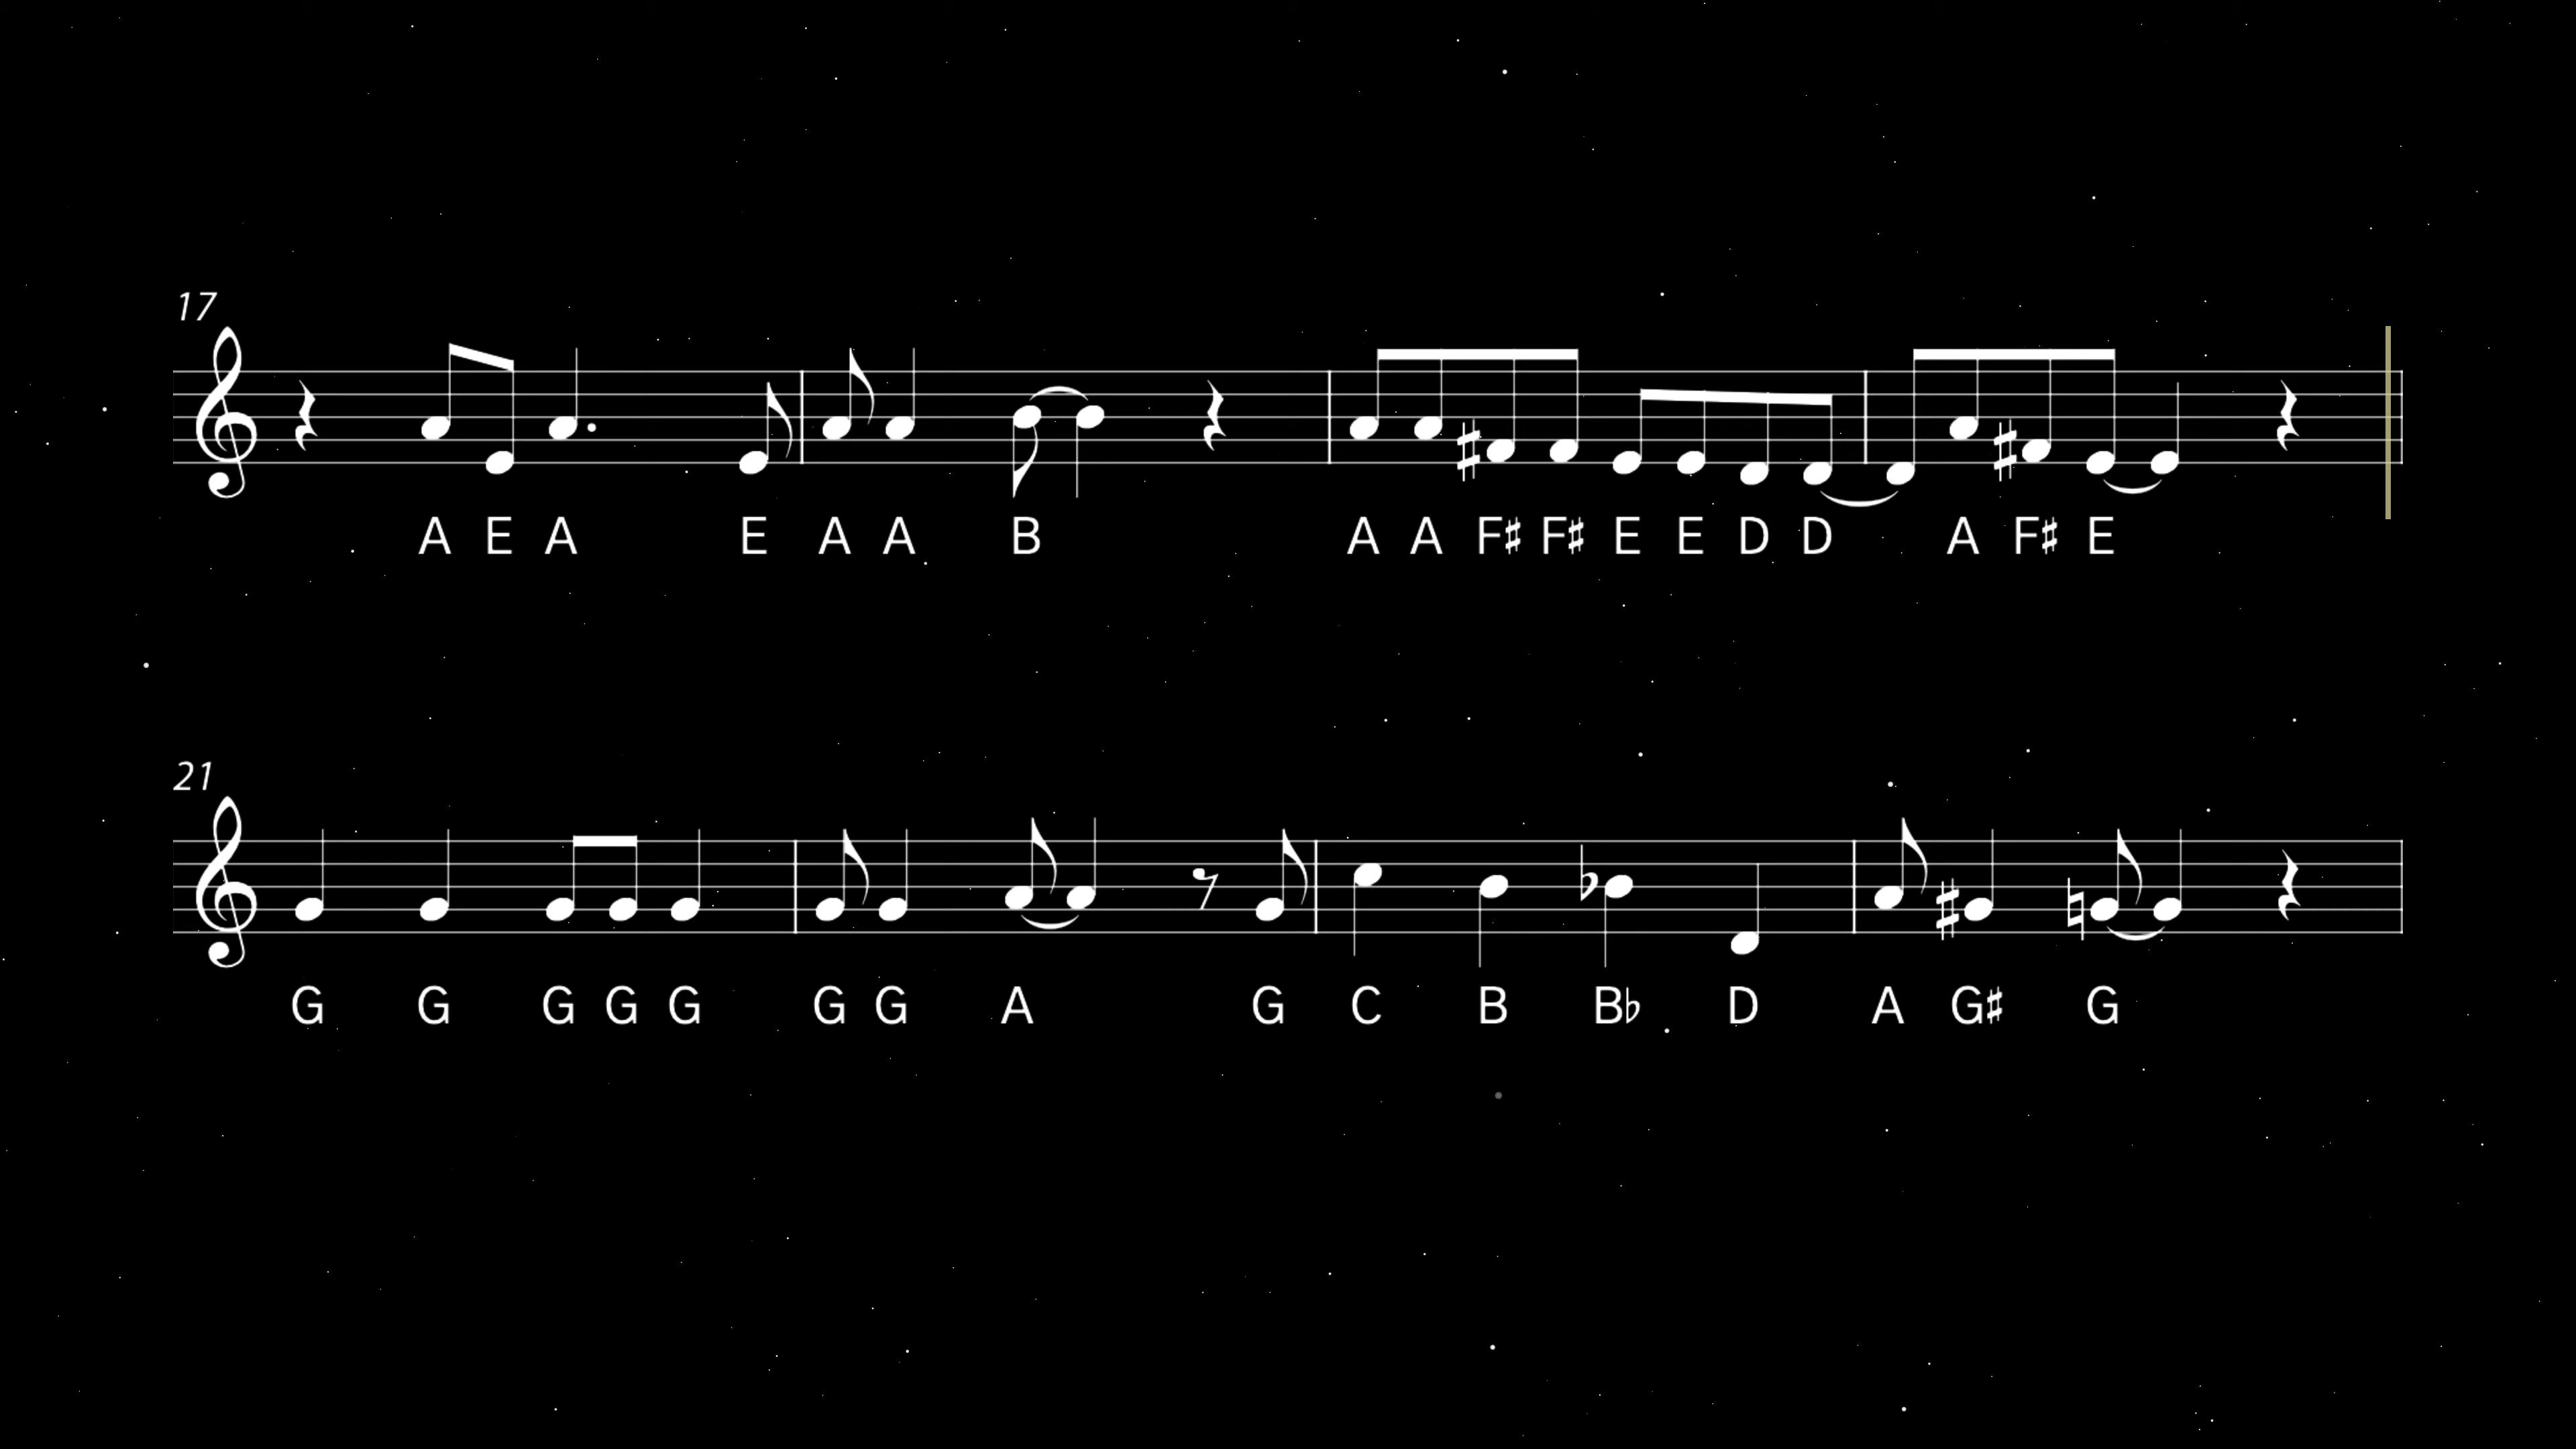 17
A E A E A A B A A F♯ F♯ E E D D A F♯ E
21
G G G G G G G A G C B B♭ D A G♯ G